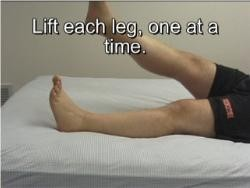 Lift each leg, one at a
time.